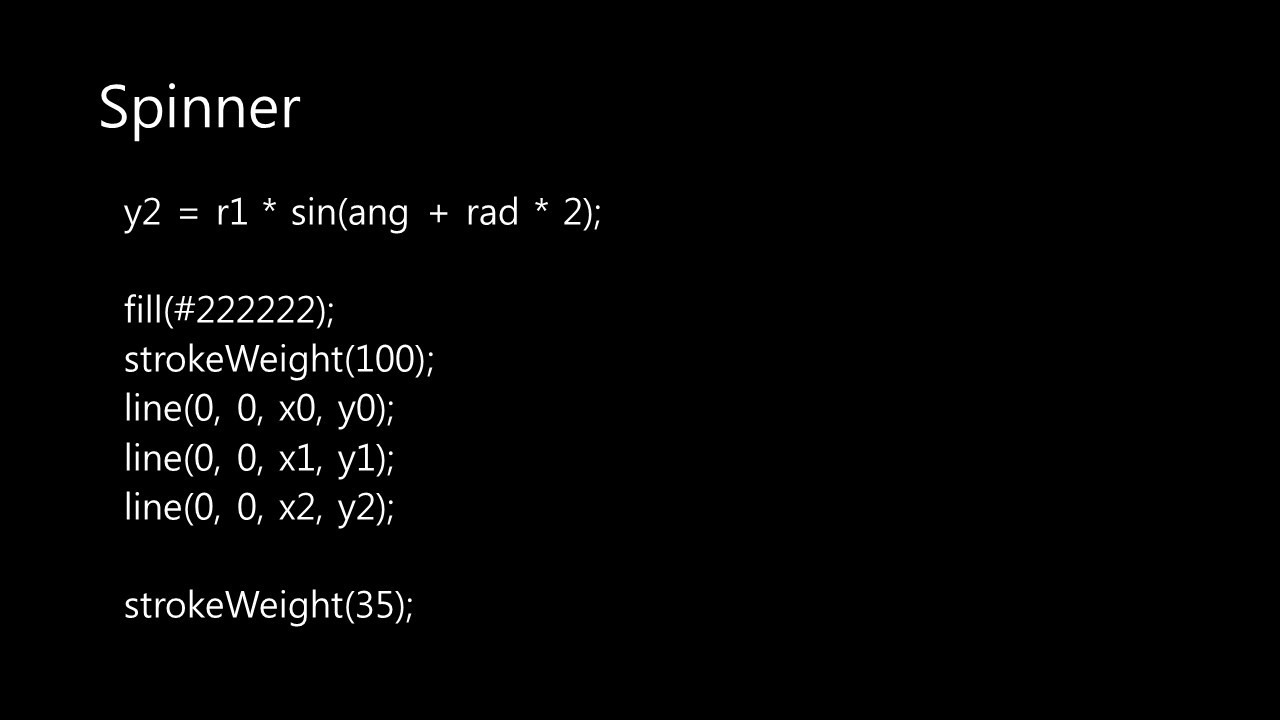 Spinner
y2 = r1 * sin(ang + rad * 2);
fill(#222222);
strokeWeight(100);
line(0, 0, x0, y0);
line(0, 0, x1, y1);
line(0, 0, x2, y2);
strokeWeight(35);